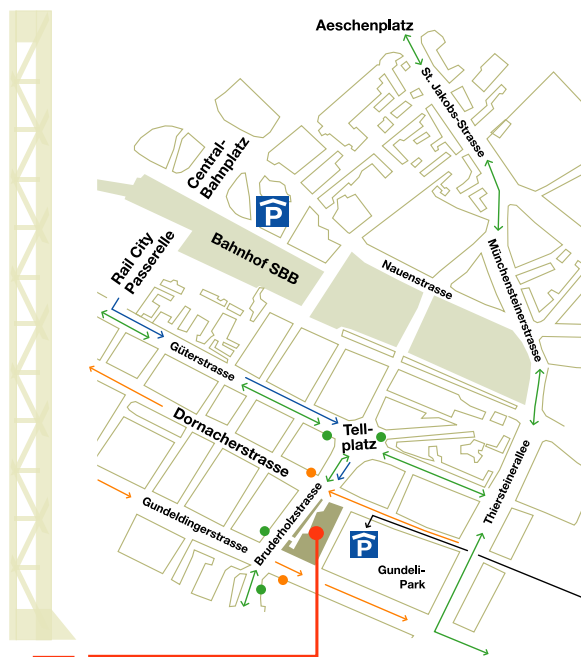 Aeschenplatz
St. Jakobs-Strasse
Central-
Bahnplatz
P
Rail City
Passerelle
Bahnhof SBB
Nauenstrasse
Münchensteinerstrasse
Güterstrasse
Tell-
platz
Dornacherstrasse
Thiersteinerallee
Bruderholzstrasse
Gundeldingerstrasse
P
Gundeli-
Park